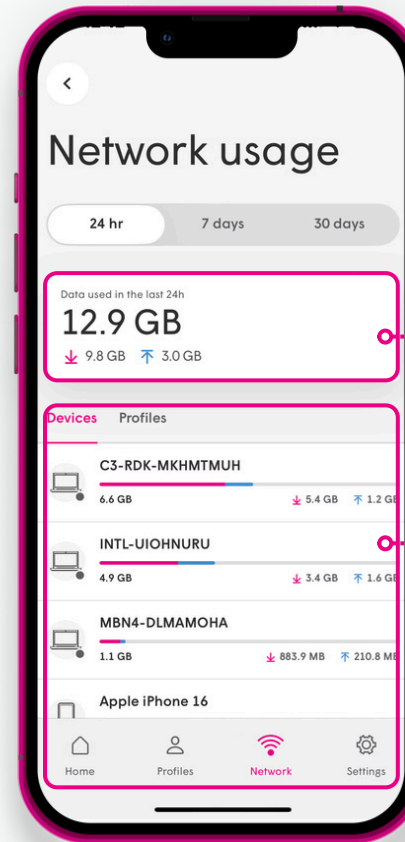 Network usage
24 hr 7 days 30 days
Data used in the last 24h
12.9 GB
9.8 GB 3.0 GB
Devices Profiles
C3-RDK-MKHMTMUH
6.6 GB 5.4 GB 1.2 GB
INTL-UIOHNURU
4.9 GB 3.4 GB 1.6 GB
MBN4-DLMAMOHA
1.1 GB 883.9 MB 210.8 MB
Apple iPhone 16
Home Profiles Network Settings